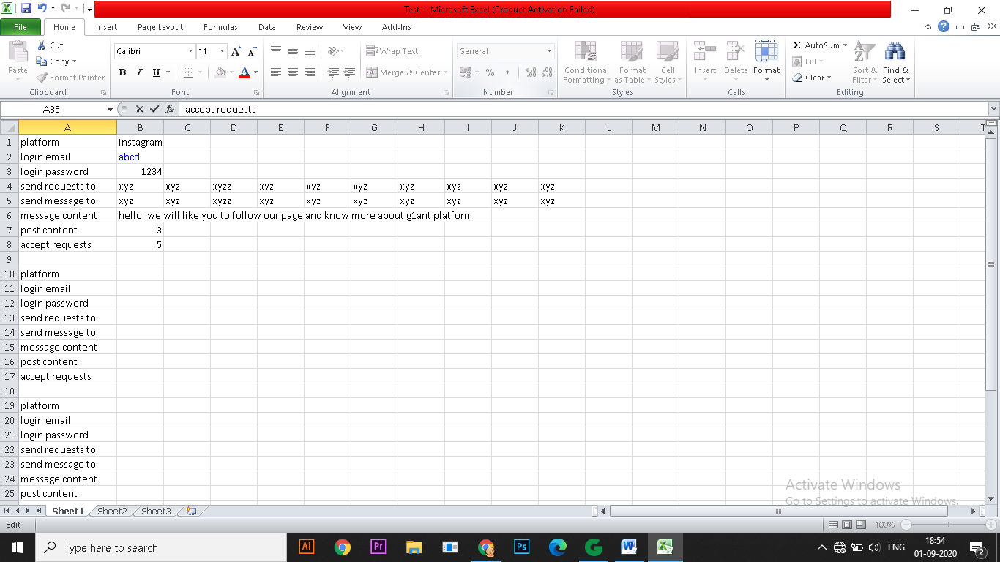 Test - Microsoft Excel (Product Activation Failed)
File Home Insert Page Layout Formulas Data Review View Add-Ins
Paste Cut Copy Format Painter Clipboard
Calibri 11 A A B I U A Font
Wrap Text Merge & Center Alignment
General % , .0 .00 .00 .0 Number
Conditional Formatting Format as Table Cell Styles Styles
Insert Delete Format Cells
Σ AutoSum Fill Clear Sort & Filter Find & Select Editing
A35 fx accept requests
A B C D E F G H I J K L M N O P Q R S T
1 platform instagram
2 login email abcd
3 login password 1234
4 send requests to xyz xyz xyzz xyz xyz xyz xyz xyz xyz xyz
5 send message to xyz xyz xyzz xyz xyz xyz xyz xyz xyz xyz
6 message content hello, we will like you to follow our page and know more about g1ant platform
7 post content 3
8 accept requests 5
9
10 platform
11 login email
12 login password
13 send requests to
14 send message to
15 message content
16 post content
17 accept requests
18
19 platform
20 login email
21 login password
22 send requests to
23 send message to
24 message content
25 post content
Activate Windows
Go to Settings to activate Windows.
Sheet1 Sheet2 Sheet3
Edit 100%
Type here to search Ai Pr Ps W X ENG 18:54
01-09-2020 2